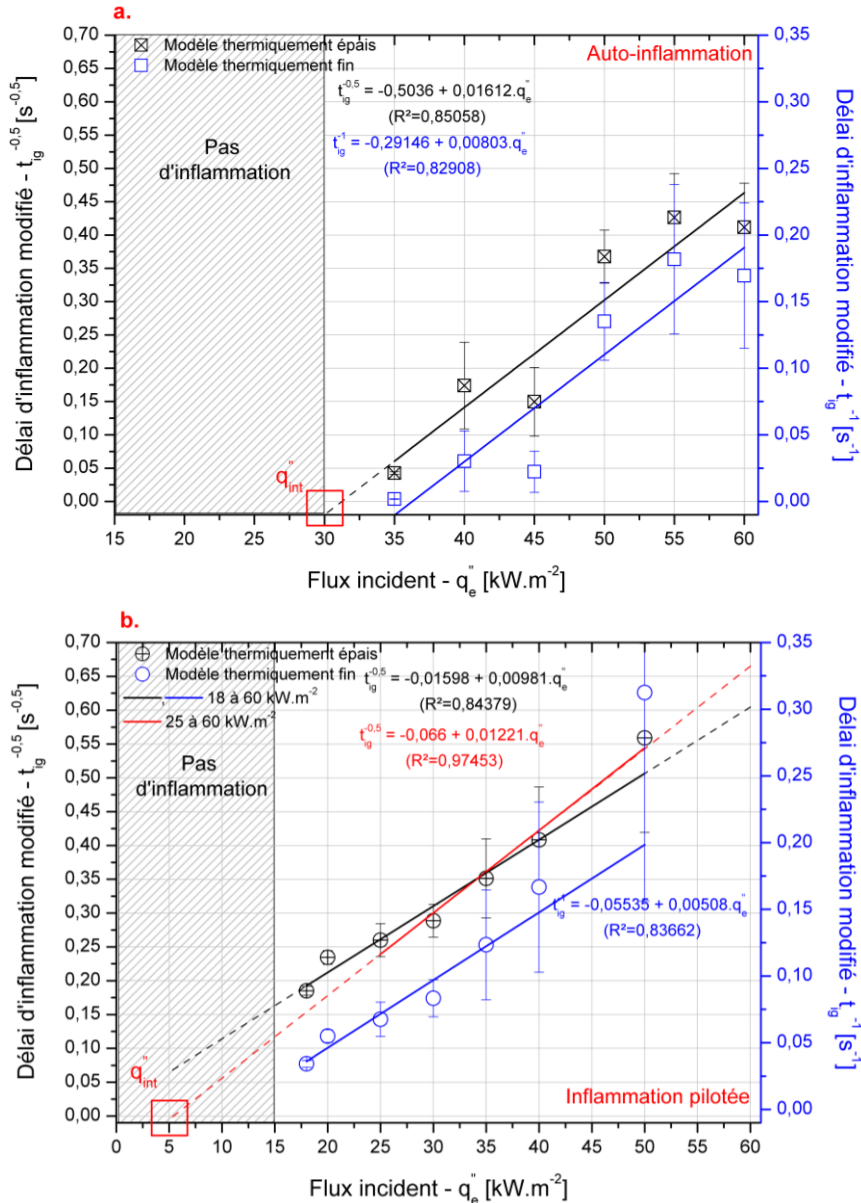 a.
Modèle thermiquement épais
Modèle thermiquement fin
Auto-inflammation
t_ig^-0,5 = -0,5036 + 0,01612.q_e"
(R²=0,85058)
t_ig^-1 = -0,29146 + 0,00803.q_e"
(R²=0,82908)
Pas
d'inflammation
q"_int
Délai d'inflammation modifié - t_ig^-0,5 [s^-0,5]
0,70
0,65
0,60
0,55
0,50
0,45
0,40
0,35
0,30
0,25
0,20
0,15
0,10
0,05
0,00
Délai d'inflammation modifié - t_ig^-1 [s^-1]
0,35
0,30
0,25
0,20
0,15
0,10
0,05
0,00
15 20 25 30 35 40 45 50 55 60
Flux incident - q_e" [kW.m^-2]
b.
Modèle thermiquement épais
Modèle thermiquement fin
, 18 à 60 kW.m^-2
25 à 60 kW.m^-2
t_ig^-0,5 = -0,01598 + 0,00981.q_e"
(R²=0,84379)
t_ig^-0,5 = -0,066 + 0,01221.q_e"
(R²=0,97453)
Pas
d'inflammation
t_ig^-1 = -0,05535 + 0,00508.q_e"
(R²=0,83662)
q"_int
Inflammation pilotée
Délai d'inflammation modifié - t_ig^-0,5 [s^-0,5]
0,70
0,65
0,60
0,55
0,50
0,45
0,40
0,35
0,30
0,25
0,20
0,15
0,10
0,05
0,00
Délai d'inflammation modifié - t_ig^-1 [s^-1]
0,35
0,30
0,25
0,20
0,15
0,10
0,05
0,00
0 5 10 15 20 25 30 35 40 45 50 55 60
Flux incident - q_e" [kW.m^-2]